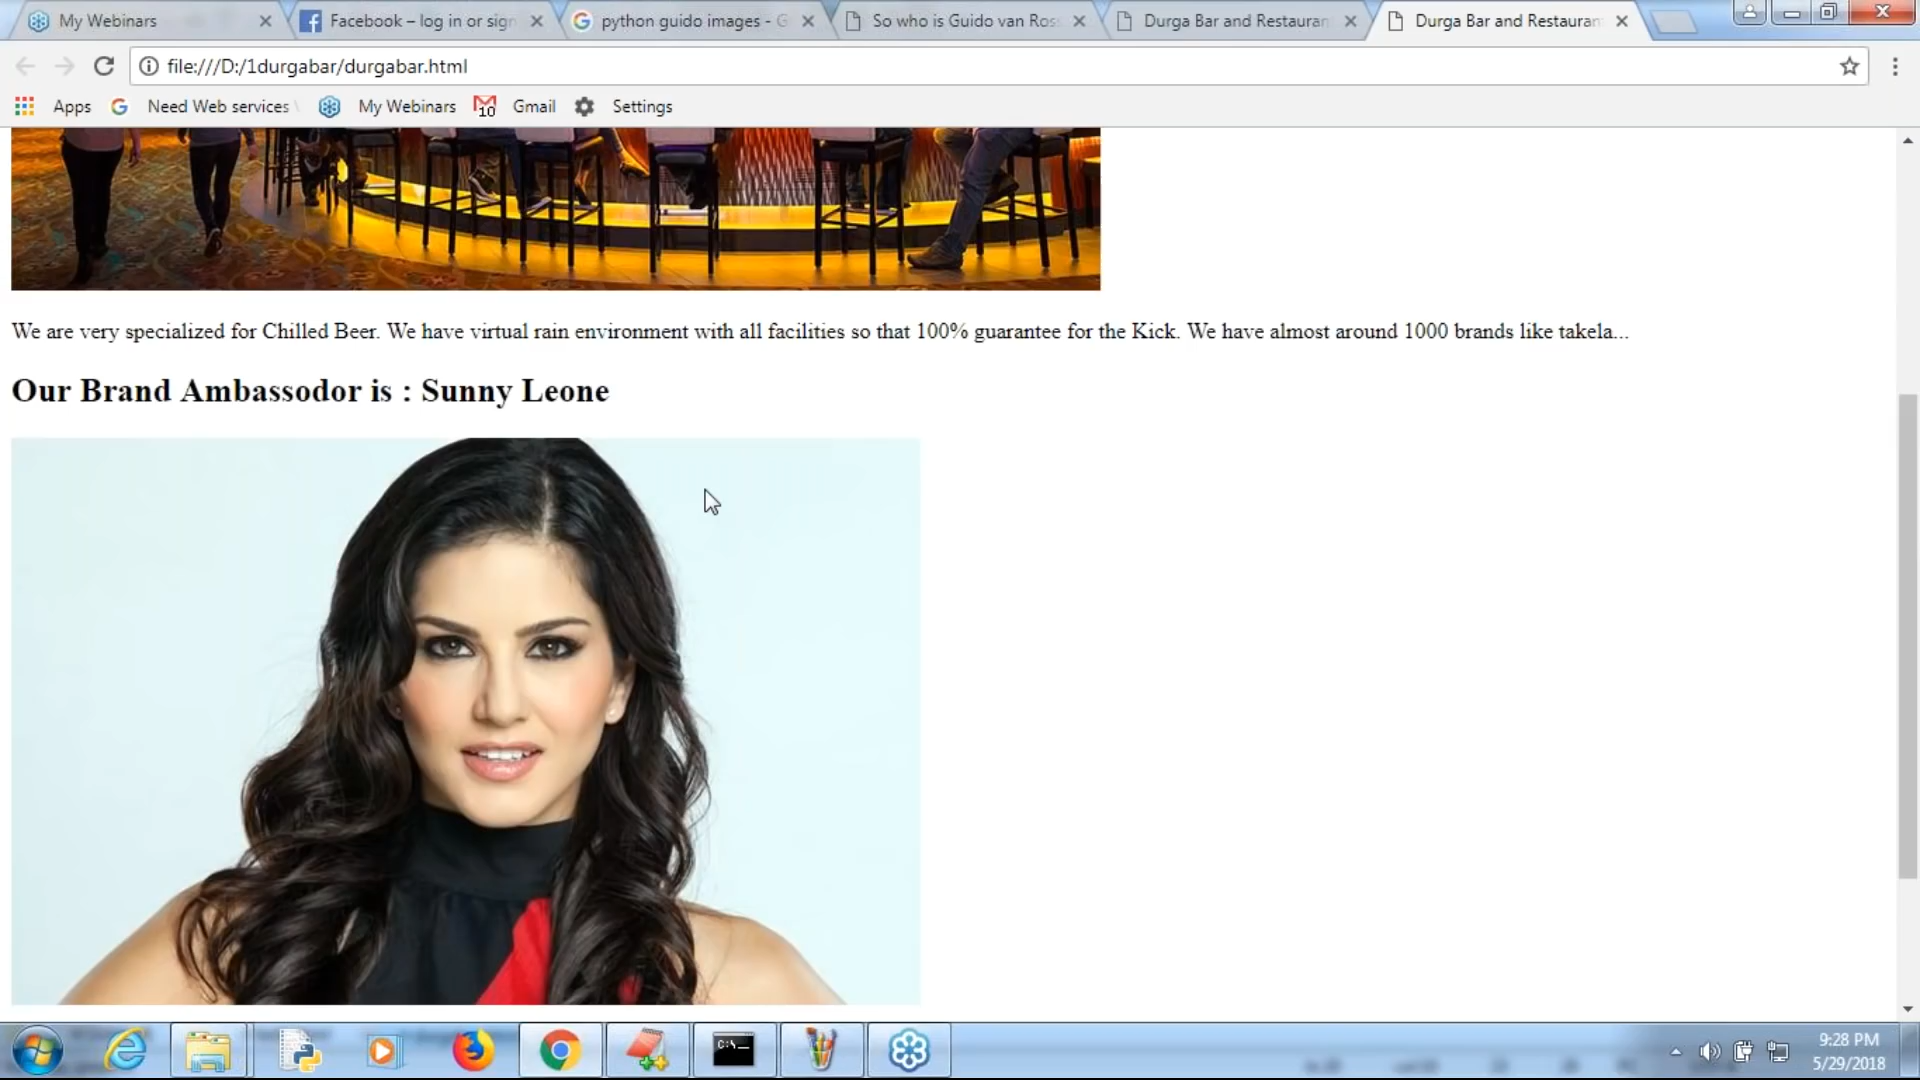 My Webinars
Facebook – log in or sign
python guido images - G
So who is Guido van Ros
Durga Bar and Restauran
Durga Bar and Restauran
file:///D:/1durgabar/durgabar.html
Apps
Need Web services
My Webinars
10
Gmail
Settings
We are very specialized for Chilled Beer. We have virtual rain environment with all facilities so that 100% guarantee for the Kick. We have almost around 1000 brands like takela...
Our Brand Ambassodor is : Sunny Leone
C:\_
9:28 PM
5/29/2018